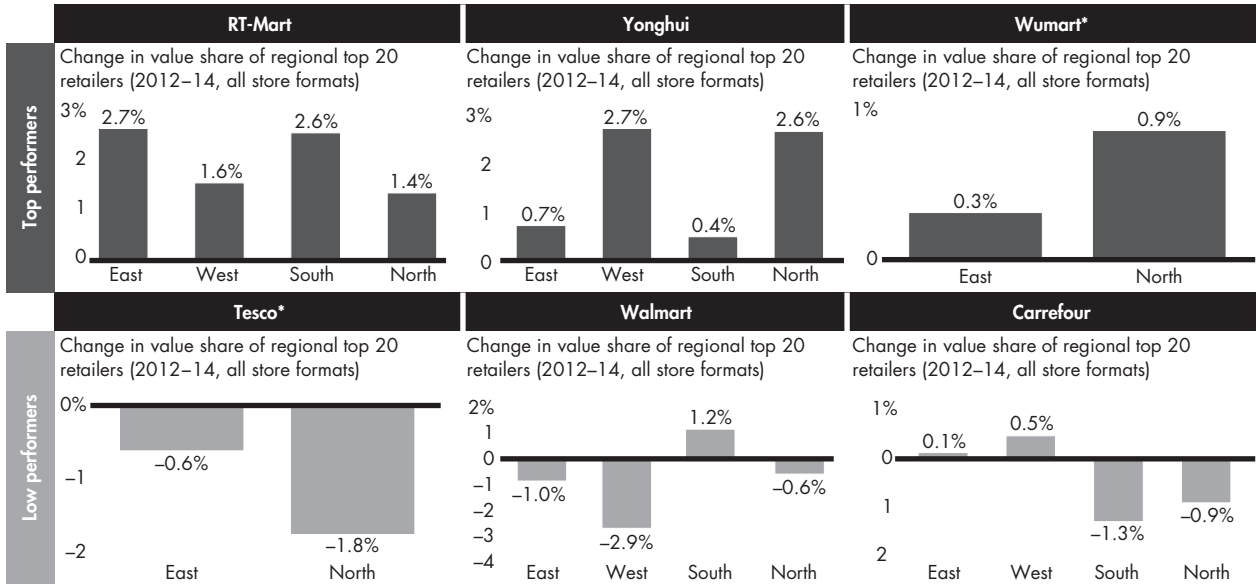 RT-Mart
Yonghui
Wumart*
Top performers
Change in value share of regional top 20
retailers (2012–14, all store formats)
3%
2
1
0
2.7%
1.6%
2.6%
1.4%
East
West
South
North
Change in value share of regional top 20
retailers (2012–14, all store formats)
3%
2
1
0
0.7%
2.7%
0.4%
2.6%
East
West
South
North
Change in value share of regional top 20
retailers (2012–14, all store formats)
1%
0
0.3%
0.9%
East
North
Tesco*
Walmart
Carrefour
Low performers
Change in value share of regional top 20
retailers (2012–14, all store formats)
0%
–1
–2
–0.6%
–1.8%
East
North
Change in value share of regional top 20
retailers (2012–14, all store formats)
2%
1
0
–1
–2
–3
–4
–1.0%
–2.9%
1.2%
–0.6%
East
West
South
North
Change in value share of regional top 20
retailers (2012–14, all store formats)
1%
0
1
2
0.1%
0.5%
–1.3%
–0.9%
East
West
South
North